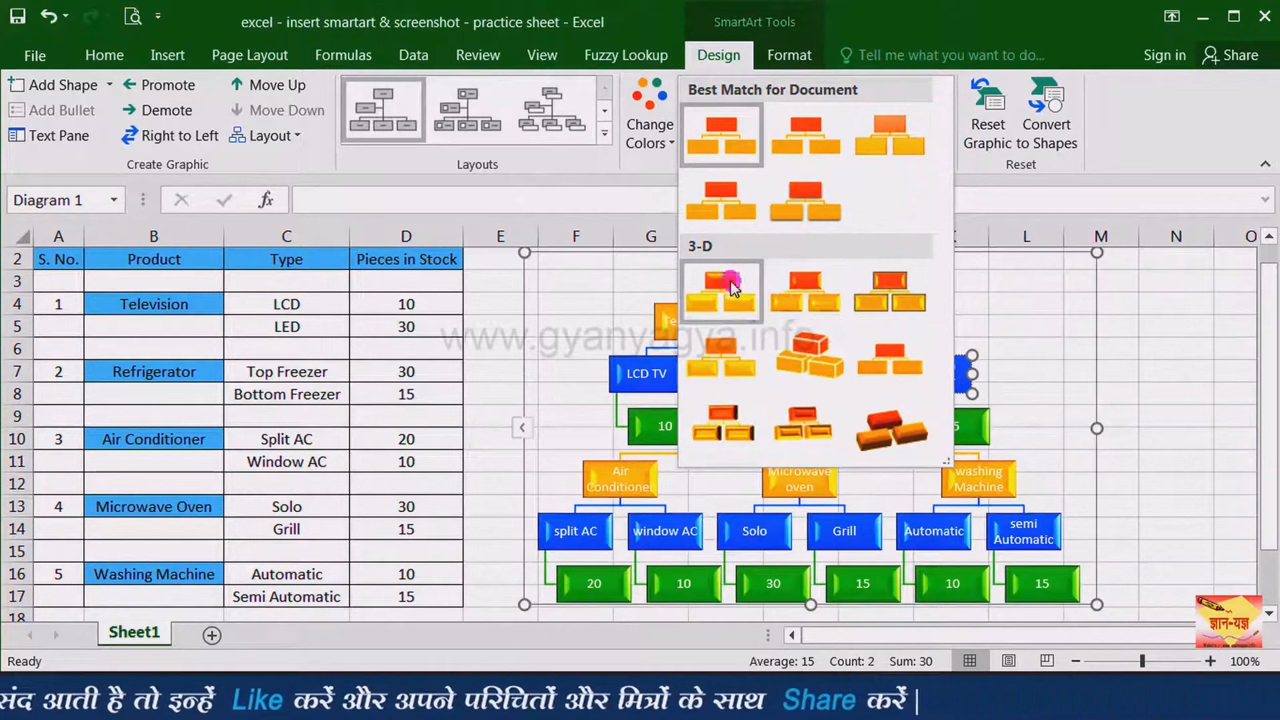 excel - insert smartart & screenshot - practice sheet - Excel
SmartArt Tools
File Home Insert Page Layout Formulas Data Review View Fuzzy Lookup Design Format Tell me what you want to do... Sign in Share
Add Shape Promote Move Up
Add Bullet Demote Move Down
Text Pane Right to Left Layout
Create Graphic
Layouts
Change
Colors
Best Match for Document
3-D
Reset
Graphic
Convert
to Shapes
Reset
Diagram 1
fx
A B C D E F G L M N O
2 S. No. Product Type Pieces in Stock
3
4 1 Television LCD 10
5 LED 30
6
7 2 Refrigerator Top Freezer 30
8 Bottom Freezer 15
9
10 3 Air Conditioner Split AC 20
11 Window AC 10
12
13 4 Microwave Oven Solo 30
14 Grill 15
15
16 5 Washing Machine Automatic 10
17 Semi Automatic 15
18
www.gyanyagya.info
LCD TV
10
Air
Conditioner
Microwave
oven
washing
Machine
split AC window AC Solo Grill Automatic semi
Automatic
20 10 30 15 10 15
Sheet1
ज्ञान-यज्ञ
Ready Average: 15 Count: 2 Sum: 30 100%
संद आती है तो इन्हें Like करें और अपने परिचितों और मित्रों के साथ Share करें |